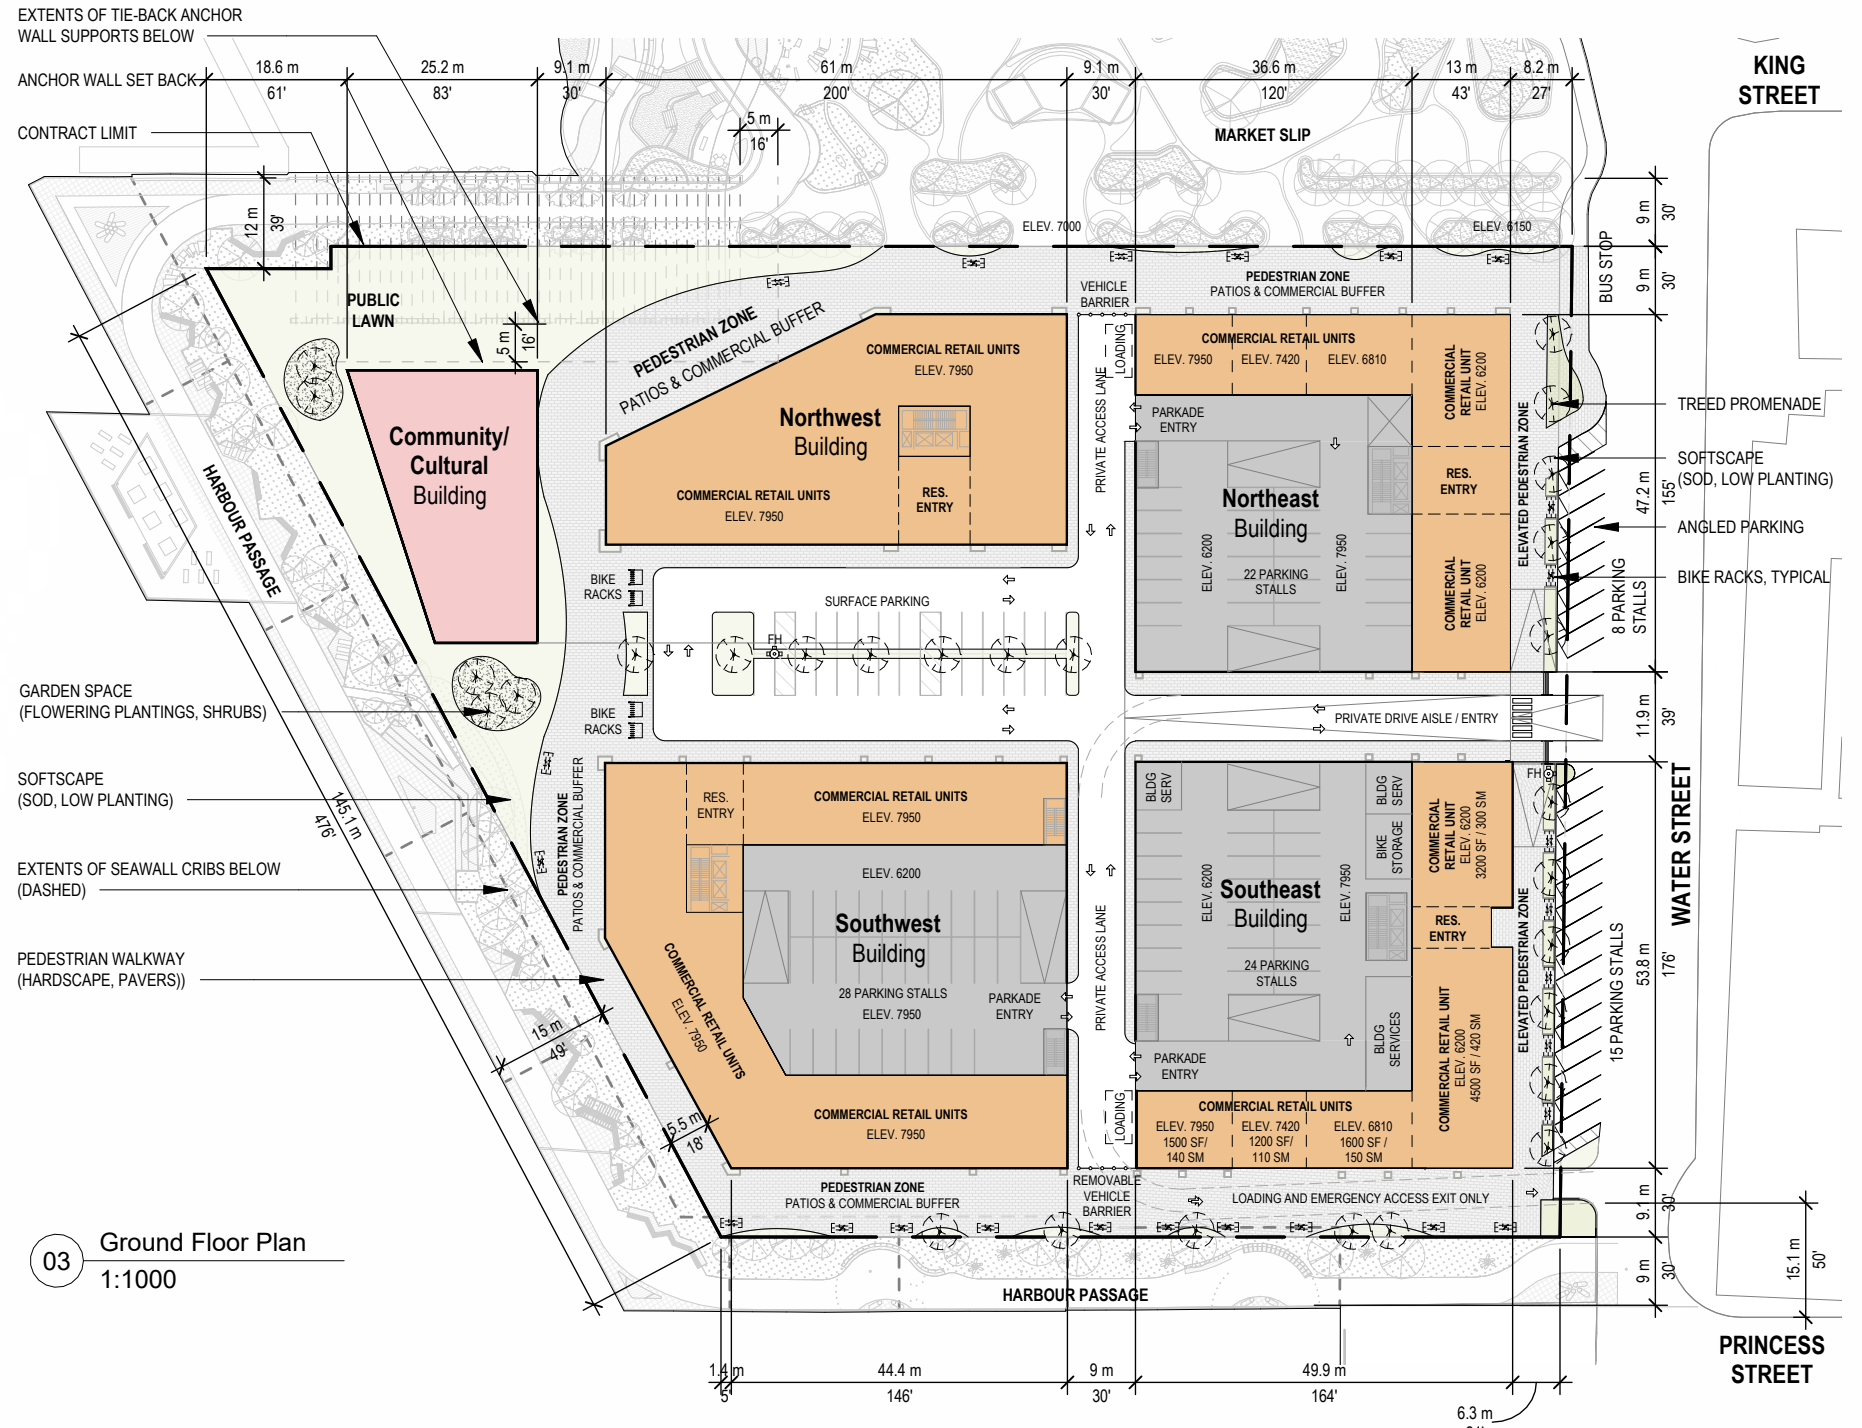 EXTENTS OF TIE-BACK ANCHOR
WALL SUPPORTS BELOW
ANCHOR WALL SET BACK
CONTRACT LIMIT
18.6 m
61'
25.2 m
83'
9.1 m
30'
61 m
200'
9.1 m
30'
36.6 m
120'
13 m
43'
8.2 m
27'
KING
STREET
5 m
16'
MARKET SLIP
12 m
39'
ELEV. 7000
ELEV. 6150
9 m
30'
9 m
30'
BUS STOP
PUBLIC
LAWN
5 m
16'
PEDESTRIAN ZONE
PATIOS & COMMERCIAL BUFFER
VEHICLE
BARRIER
PEDESTRIAN ZONE
PATIOS & COMMERCIAL BUFFER
LOADING
COMMERCIAL RETAIL UNITS
ELEV. 7950
COMMERCIAL RETAIL UNITS
ELEV. 7950
ELEV. 7420
ELEV. 6810
COMMERCIAL
RETAIL UNIT
ELEV. 6200
Northwest
Building
COMMERCIAL RETAIL UNITS
ELEV. 7950
RES.
ENTRY
PRIVATE ACCESS LANE
PARKADE
ENTRY
Community/
Cultural
Building
HARBOUR PASSAGE
Northeast
Building
ELEV. 6200
ELEV. 7950
22 PARKING
STALLS
RES.
ENTRY
COMMERCIAL
RETAIL UNIT
ELEV. 6200
ELEVATED PEDESTRIAN ZONE
TREED PROMENADE
SOFTSCAPE
(SOD, LOW PLANTING)
ANGLED PARKING
BIKE RACKS, TYPICAL
47.2 m
155'
8 PARKING
STALLS
BIKE
RACKS
SURFACE PARKING
FH
BIKE
RACKS
PRIVATE DRIVE AISLE / ENTRY
11.9 m
39'
GARDEN SPACE
(FLOWERING PLANTINGS, SHRUBS)
SOFTSCAPE
(SOD, LOW PLANTING)
145.1 m
476'
EXTENTS OF SEAWALL CRIBS BELOW
(DASHED)
PEDESTRIAN WALKWAY
(HARDSCAPE, PAVERS))
PEDESTRIAN ZONE
PATIOS & COMMERCIAL BUFFER
RES.
ENTRY
COMMERCIAL RETAIL UNITS
ELEV. 7950
ELEV. 6200
Southwest
Building
28 PARKING STALLS
ELEV. 7950
PARKADE
ENTRY
COMMERCIAL RETAIL UNITS
ELEV. 7950
COMMERCIAL RETAIL UNITS
ELEV. 7950
PRIVATE ACCESS LANE
BLDG
SERV
BLDG
SERV
BIKE
STORAGE
ELEV. 6200
ELEV. 7950
Southeast
Building
24 PARKING
STALLS
BLDG
SERVICES
PARKADE
ENTRY
COMMERCIAL
RETAIL UNIT
ELEV. 6200
3200 SF / 300 SM
RES.
ENTRY
COMMERCIAL RETAIL UNIT
ELEV. 6200
4500 SF / 420 SM
FH
ELEVATED PEDESTRIAN ZONE
15 PARKING STALLS
53.8 m
176'
WATER STREET
LOADING
COMMERCIAL RETAIL UNITS
ELEV. 7950
1500 SF/
140 SM
ELEV. 7420
1200 SF/
110 SM
ELEV. 6810
1600 SF /
150 SM
15 m
49'
5.5 m
18'
PEDESTRIAN ZONE
PATIOS & COMMERCIAL BUFFER
REMOVABLE
VEHICLE
BARRIER
LOADING AND EMERGENCY ACCESS EXIT ONLY
9.1 m
30'
9 m
30'
15.1 m
50'
03
Ground Floor Plan
1:1000
HARBOUR PASSAGE
PRINCESS
STREET
1.4 m
5'
44.4 m
146'
9 m
30'
49.9 m
164'
6.3 m